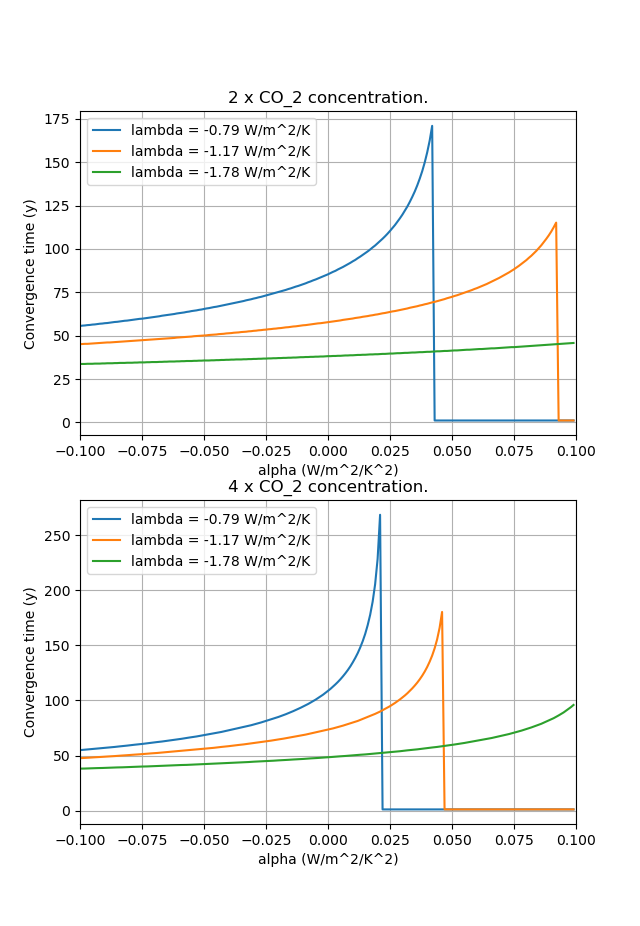 2 x CO_2 concentration.
175
150
125
100
75
50
25
0
Convergence time (y)
lambda = -0.79 W/m^2/K
lambda = -1.17 W/m^2/K
lambda = -1.78 W/m^2/K
−0.100 −0.075 −0.050 −0.025 0.000 0.025 0.050 0.075 0.100
alpha (W/m^2/K^2)
4 x CO_2 concentration.
250
200
150
100
50
0
Convergence time (y)
lambda = -0.79 W/m^2/K
lambda = -1.17 W/m^2/K
lambda = -1.78 W/m^2/K
−0.100 −0.075 −0.050 −0.025 0.000 0.025 0.050 0.075 0.100
alpha (W/m^2/K^2)